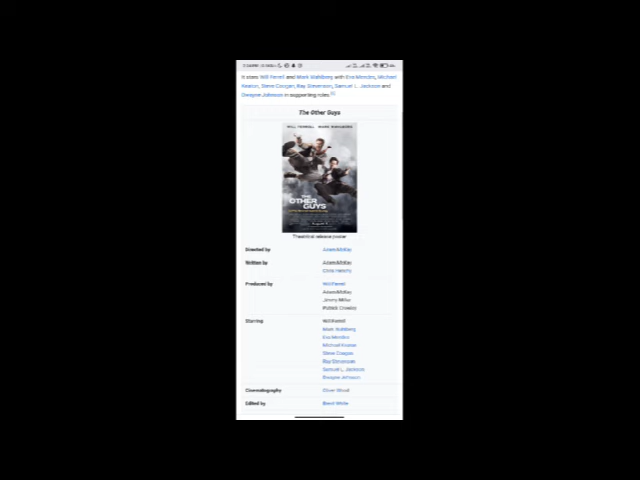 It stars Will Ferrell and Mark Wahlberg with Eva Mendes, Michael
Keaton, Steve Coogan, Ray Stevenson, Samuel L. Jackson and
Dwayne Johnson in supporting roles.
The Other Guys
WILL FERRELL MARK WAHLBERG
THE
OTHER
GUYS
Theatrical release poster
Directed by Adam McKay
Written by Adam McKay
Chris Henchy
Produced by Will Ferrell
Adam McKay
Jimmy Miller
Patrick Crowley
Starring Will Ferrell
Mark Wahlberg
Eva Mendes
Michael Keaton
Steve Coogan
Ray Stevenson
Samuel L. Jackson
Dwayne Johnson
Cinematography Oliver Wood
Edited by Brent White